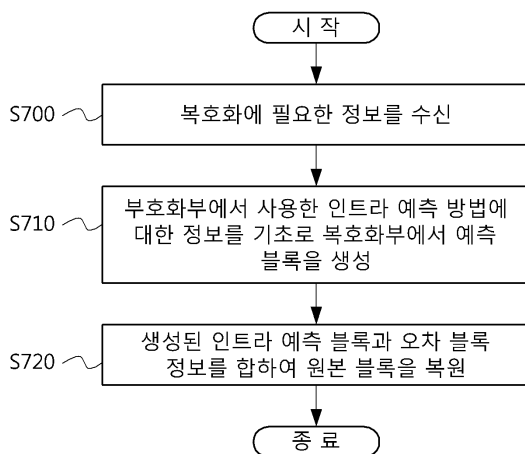 시 작
S700
복호화에 필요한 정보를 수신
S710
부호화부에서 사용한 인트라 예측 방법에
대한 정보를 기초로 복호화부에서 예측
블록을 생성
S720
생성된 인트라 예측 블록과 오차 블록
정보를 합하여 원본 블록을 복원
종 료